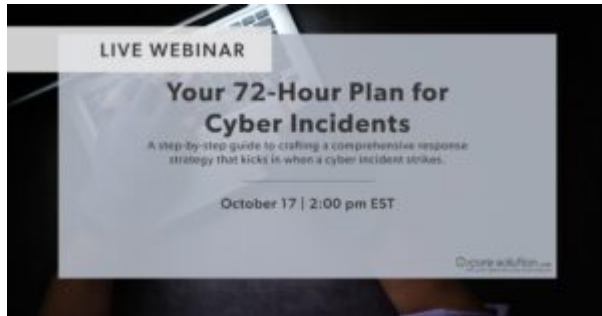 LIVE WEBINAR
Your 72-Hour Plan for
Cyber Incidents
A step-by-step guide to crafting a comprehensive response
strategy that kicks in when a cyber incident strikes.
October 17 | 2:00 pm EST